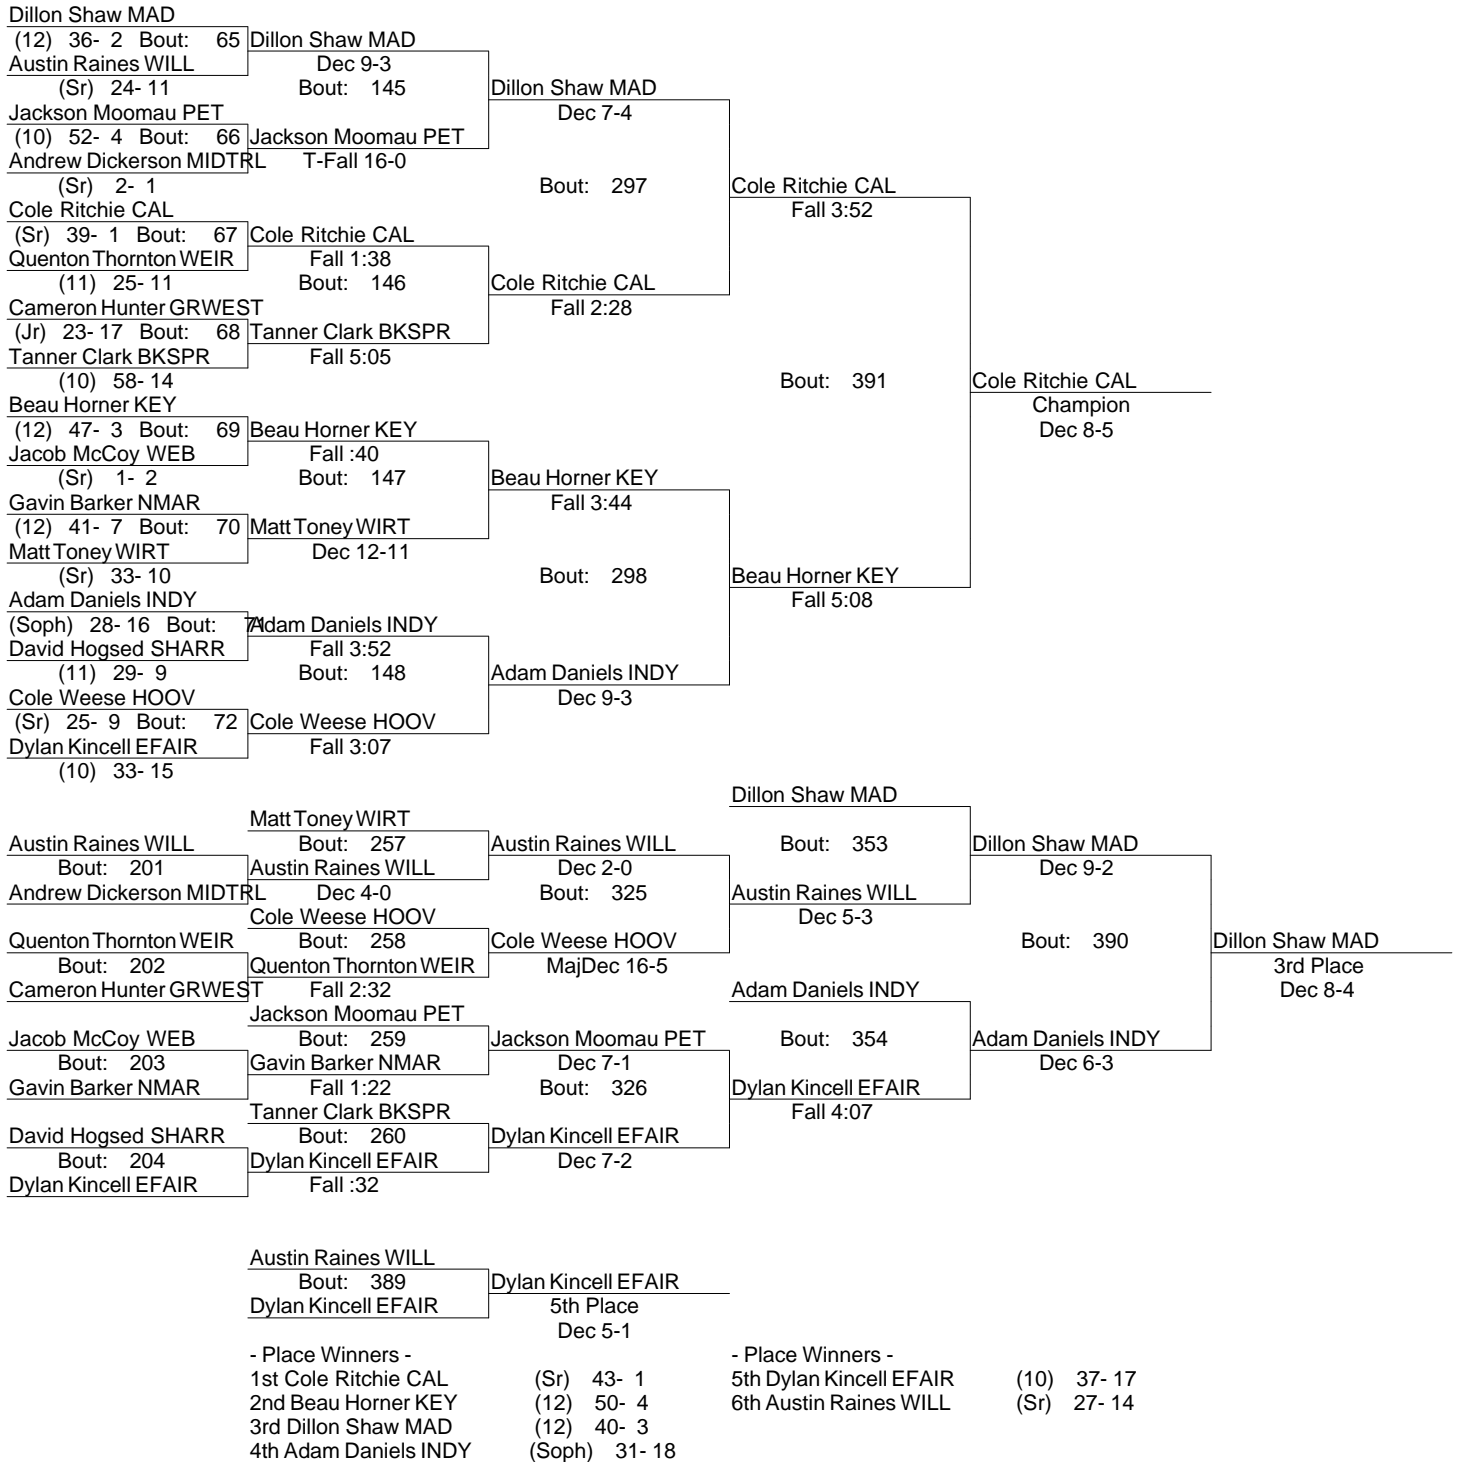 Dillon Shaw MAD
(12) 36- 2 Bout: 65 Dillon Shaw MAD
Austin Raines WILL Dec 9-3
(Sr) 24- 11 Bout: 145 Dillon Shaw MAD
Jackson Moomau PET Dec 7-4
(10) 52- 4 Bout: 66 Jackson Moomau PET
Andrew Dickerson MIDTRL T-Fall 16-0
(Sr) 2- 1 Bout: 297 Cole Ritchie CAL
Cole Ritchie CAL Fall 3:52
(Sr) 39- 1 Bout: 67 Cole Ritchie CAL
Quenton Thornton WEIR Fall 1:38
(11) 25- 11 Bout: 146 Cole Ritchie CAL
Cameron Hunter GRWEST Fall 2:28
(Jr) 23- 17 Bout: 68 Tanner Clark BKSPR
Tanner Clark BKSPR Fall 5:05
(10) 58- 14 Bout: 391 Cole Ritchie CAL
Beau Horner KEY Champion
(12) 47- 3 Bout: 69 Beau Horner KEY Dec 8-5
Jacob McCoy WEB Fall :40
(Sr) 1- 2 Bout: 147 Beau Horner KEY
Gavin Barker NMAR Fall 3:44
(12) 41- 7 Bout: 70 Matt Toney WIRT
Matt Toney WIRT Dec 12-11
(Sr) 33- 10 Bout: 298 Beau Horner KEY
Adam Daniels INDY Fall 5:08
(Soph) 28- 16 Bout: 71 Adam Daniels INDY
David Hogsed SHARR Fall 3:52
(11) 29- 9 Bout: 148 Adam Daniels INDY
Cole Weese HOOV Dec 9-3
(Sr) 25- 9 Bout: 72 Cole Weese HOOV
Dylan Kincell EFAIR Fall 3:07
(10) 33- 15
Dillon Shaw MAD
Matt Toney WIRT
Austin Raines WILL Bout: 257 Austin Raines WILL Bout: 353 Dillon Shaw MAD
Bout: 201 Austin Raines WILL Dec 2-0 Dec 9-2
Andrew Dickerson MIDTRL Dec 4-0 Bout: 325 Austin Raines WILL
Cole Weese HOOV Dec 5-3
Quenton Thornton WEIR Bout: 258 Cole Weese HOOV Bout: 390 Dillon Shaw MAD
Bout: 202 Quenton Thornton WEIR MajDec 16-5 3rd Place
Cameron Hunter GRWEST Fall 2:32 Adam Daniels INDY Dec 8-4
Jackson Moomau PET
Jacob McCoy WEB Bout: 259 Jackson Moomau PET Bout: 354 Adam Daniels INDY
Bout: 203 Gavin Barker NMAR Dec 7-1 Dec 6-3
Gavin Barker NMAR Fall 1:22 Bout: 326 Dylan Kincell EFAIR
Tanner Clark BKSPR Fall 4:07
David Hogsed SHARR Bout: 260 Dylan Kincell EFAIR
Bout: 204 Dylan Kincell EFAIR Dec 7-2
Dylan Kincell EFAIR Fall :32
Austin Raines WILL
Bout: 389 Dylan Kincell EFAIR
Dylan Kincell EFAIR 5th Place
Dec 5-1
- Place Winners - - Place Winners -
1st Cole Ritchie CAL (Sr) 43- 1 5th Dylan Kincell EFAIR (10) 37- 17
2nd Beau Horner KEY (12) 50- 4 6th Austin Raines WILL (Sr) 27- 14
3rd Dillon Shaw MAD (12) 40- 3
4th Adam Daniels INDY (Soph) 31- 18